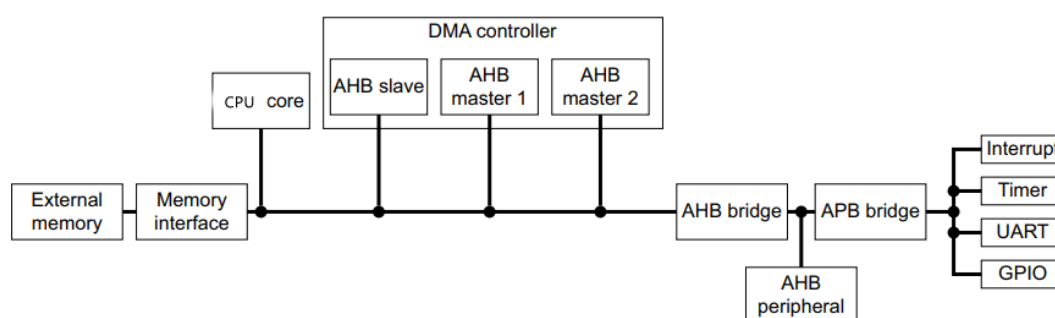 DMA controller
CPU core
AHB slave
AHB
master 1
AHB
master 2
External
memory
Memory
interface
AHB bridge
APB bridge
AHB
peripheral
Interrupt
Timer
UART
GPIO